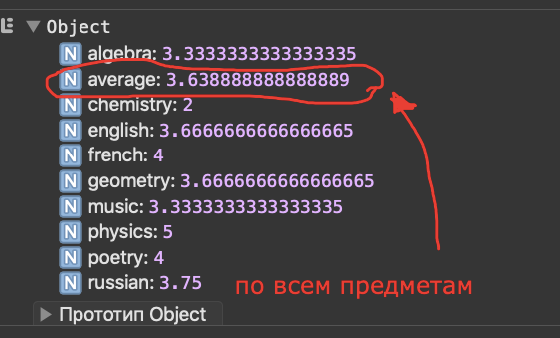 Object
N algebra: 3.3333333333333335
N average: 3.638888888888889
N chemistry: 2
N english: 3.6666666666666665
N french: 4
N geometry: 3.6666666666666665
N music: 3.3333333333333335
N physics: 5
N poetry: 4
N russian: 3.75
по всем предметам
Прототип Object